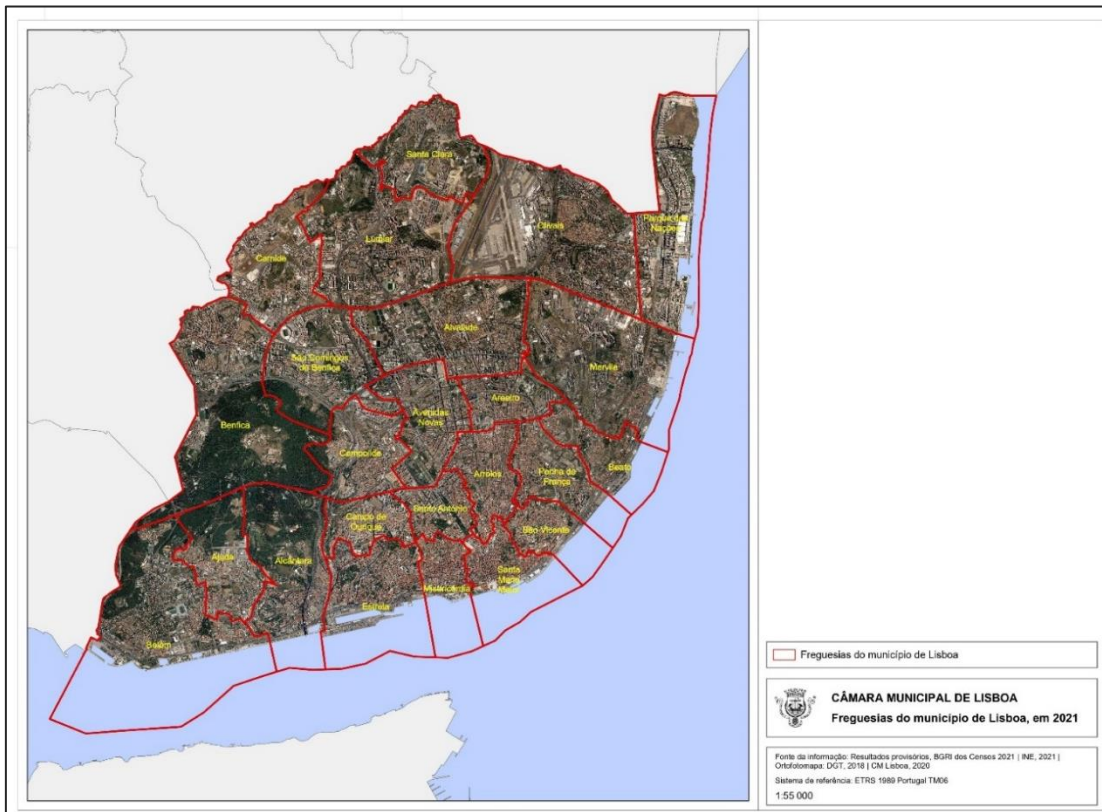 Santa Clara
Parque das
Nações
Olivais
Lumiar
Carnide
Alvalade
São Domingos
de Benfica
Marvila
Areeiro
Avenidas
Novas
Benfica
Campolide
Arroios
Penha de
França
Beato
Santo António
Campo de
Ourique
São Vicente
Ajuda
Alcântara
Santa
Maria
Maior
Misericórdia
Estrela
Belém
Freguesias do município de Lisboa
CÂMARA MUNICIPAL DE LISBOA
Freguesias do município de Lisboa, em 2021
Fonte da informação: Resultados provisórios, BGRI dos Censos 2021 | INE, 2021 |
Ortofotomapa: DGT, 2018 | CM Lisboa, 2020
Sistema de referência: ETRS 1989 Portugal TM06
1:55 000